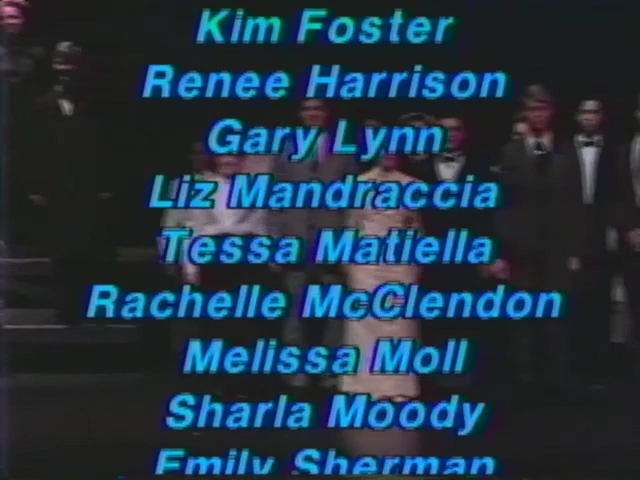 Kim Foster
Renee Harrison
Gary Lynn
Liz Mandraccia
Tessa Matiella
Rachelle McClendon
Melissa Moll
Sharla Moody
Emily Sherman